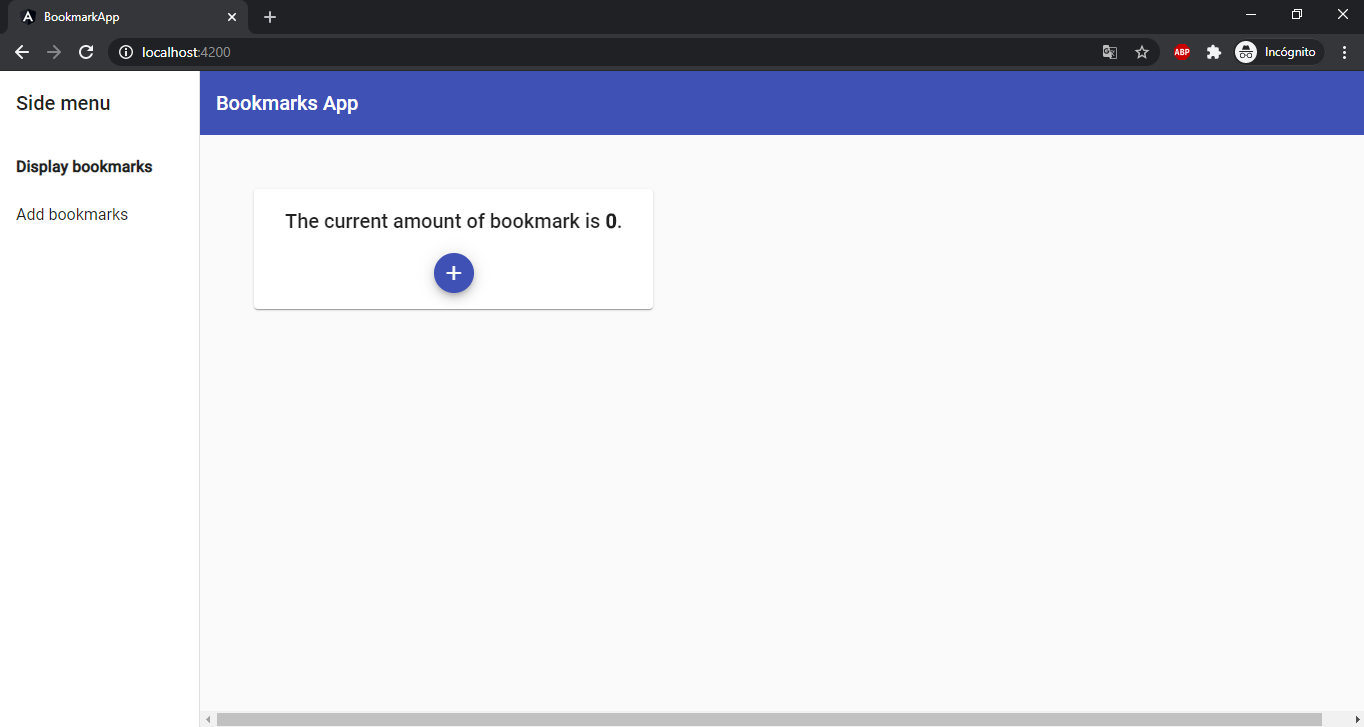 BookmarkApp
localhost:4200
ABP
Incógnito
Side menu
Bookmarks App
Display bookmarks
Add bookmarks
The current amount of bookmark is 0.